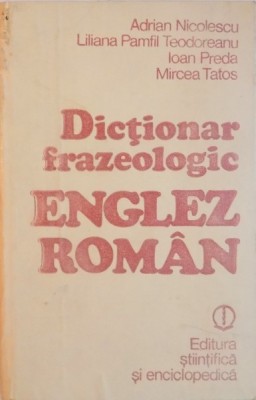 Adrian Nicolescu
Liliana Pamfil Teodoreanu
Ioan Preda
Mircea Tatos
Dicționar
frazeologic
ENGLEZ
ROMÂN
Editura
științifică
și enciclopedică